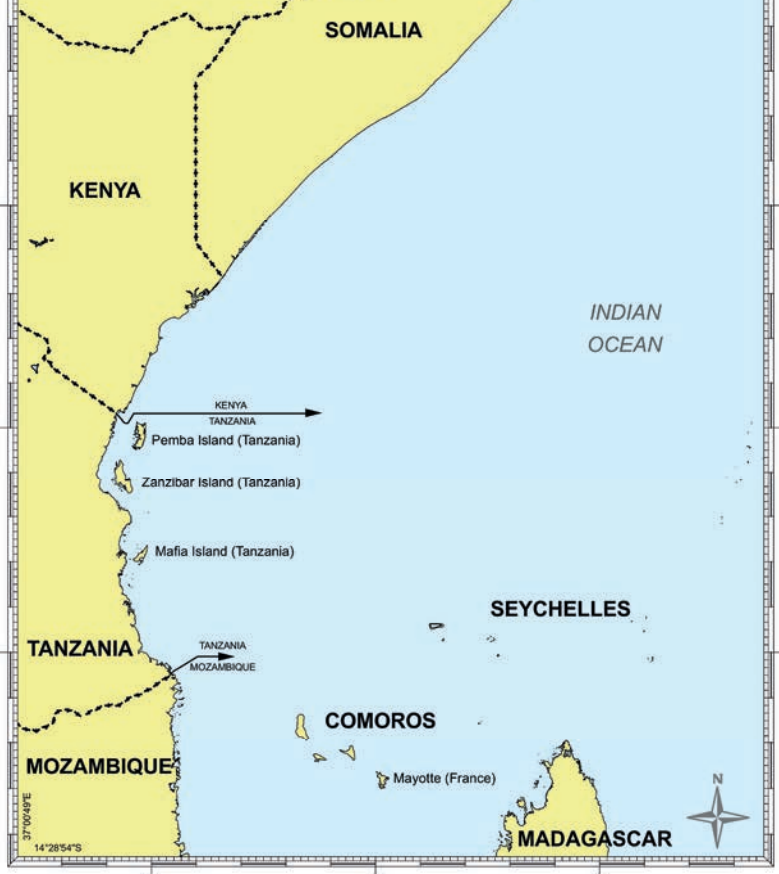 SOMALIA
KENYA
INDIAN
OCEAN
KENYA
TANZANIA
Pemba Island (Tanzania)
Zanzibar Island (Tanzania)
Mafia Island (Tanzania)
SEYCHELLES
TANZANIA
TANZANIA
MOZAMBIQUE
COMOROS
MOZAMBIQUE
Mayotte (France)
N
37°00'49"E
14°28'54"S
MADAGASCAR